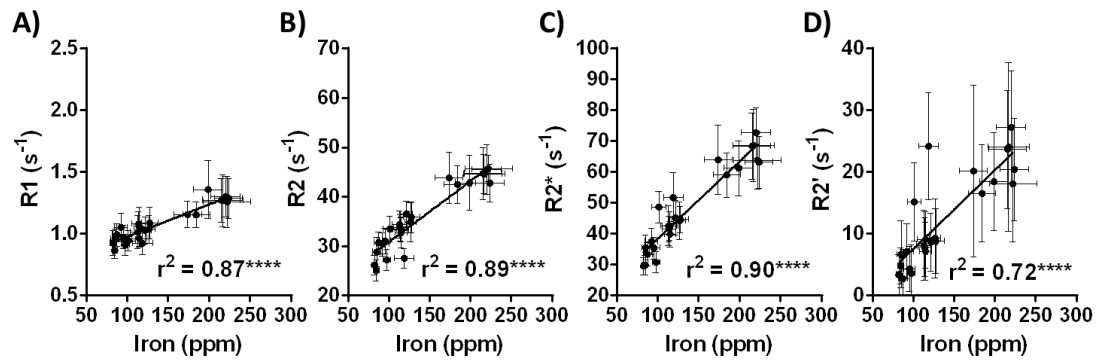 A)
R1 (s⁻¹)
2.5
2.0
1.5
1.0
0.5
r² = 0.87****
50 100 150 200 250 300
Iron (ppm)
B)
R2 (s⁻¹)
70
60
50
40
30
20
r² = 0.89****
50 100 150 200 250 300
Iron (ppm)
C)
R2* (s⁻¹)
100
90
80
70
60
50
40
30
20
r² = 0.90****
50 100 150 200 250 300
Iron (ppm)
D)
R2' (s⁻¹)
40
30
20
10
0
r² = 0.72****
50 100 150 200 250 300
Iron (ppm)